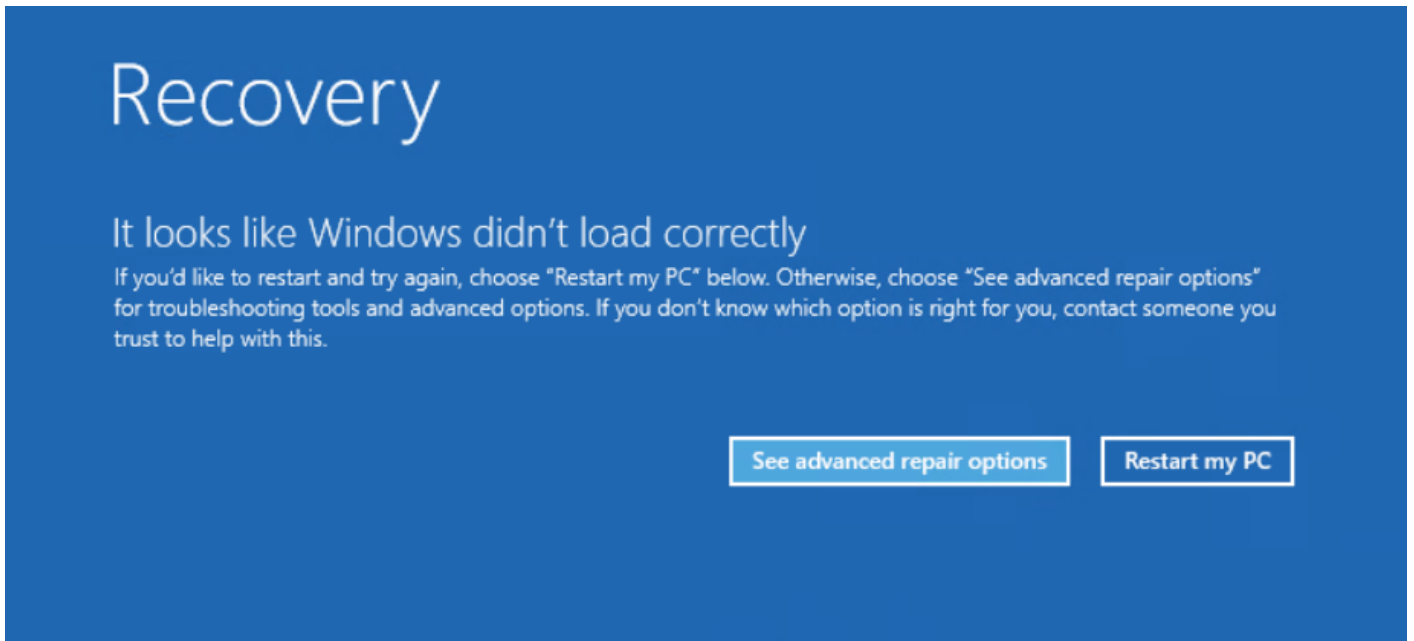 Recovery
It looks like Windows didn’t load correctly
If you’d like to restart and try again, choose “Restart my PC” below. Otherwise, choose “See advanced repair options”
for troubleshooting tools and advanced options. If you don’t know which option is right for you, contact someone you
trust to help with this.
See advanced repair options
Restart my PC